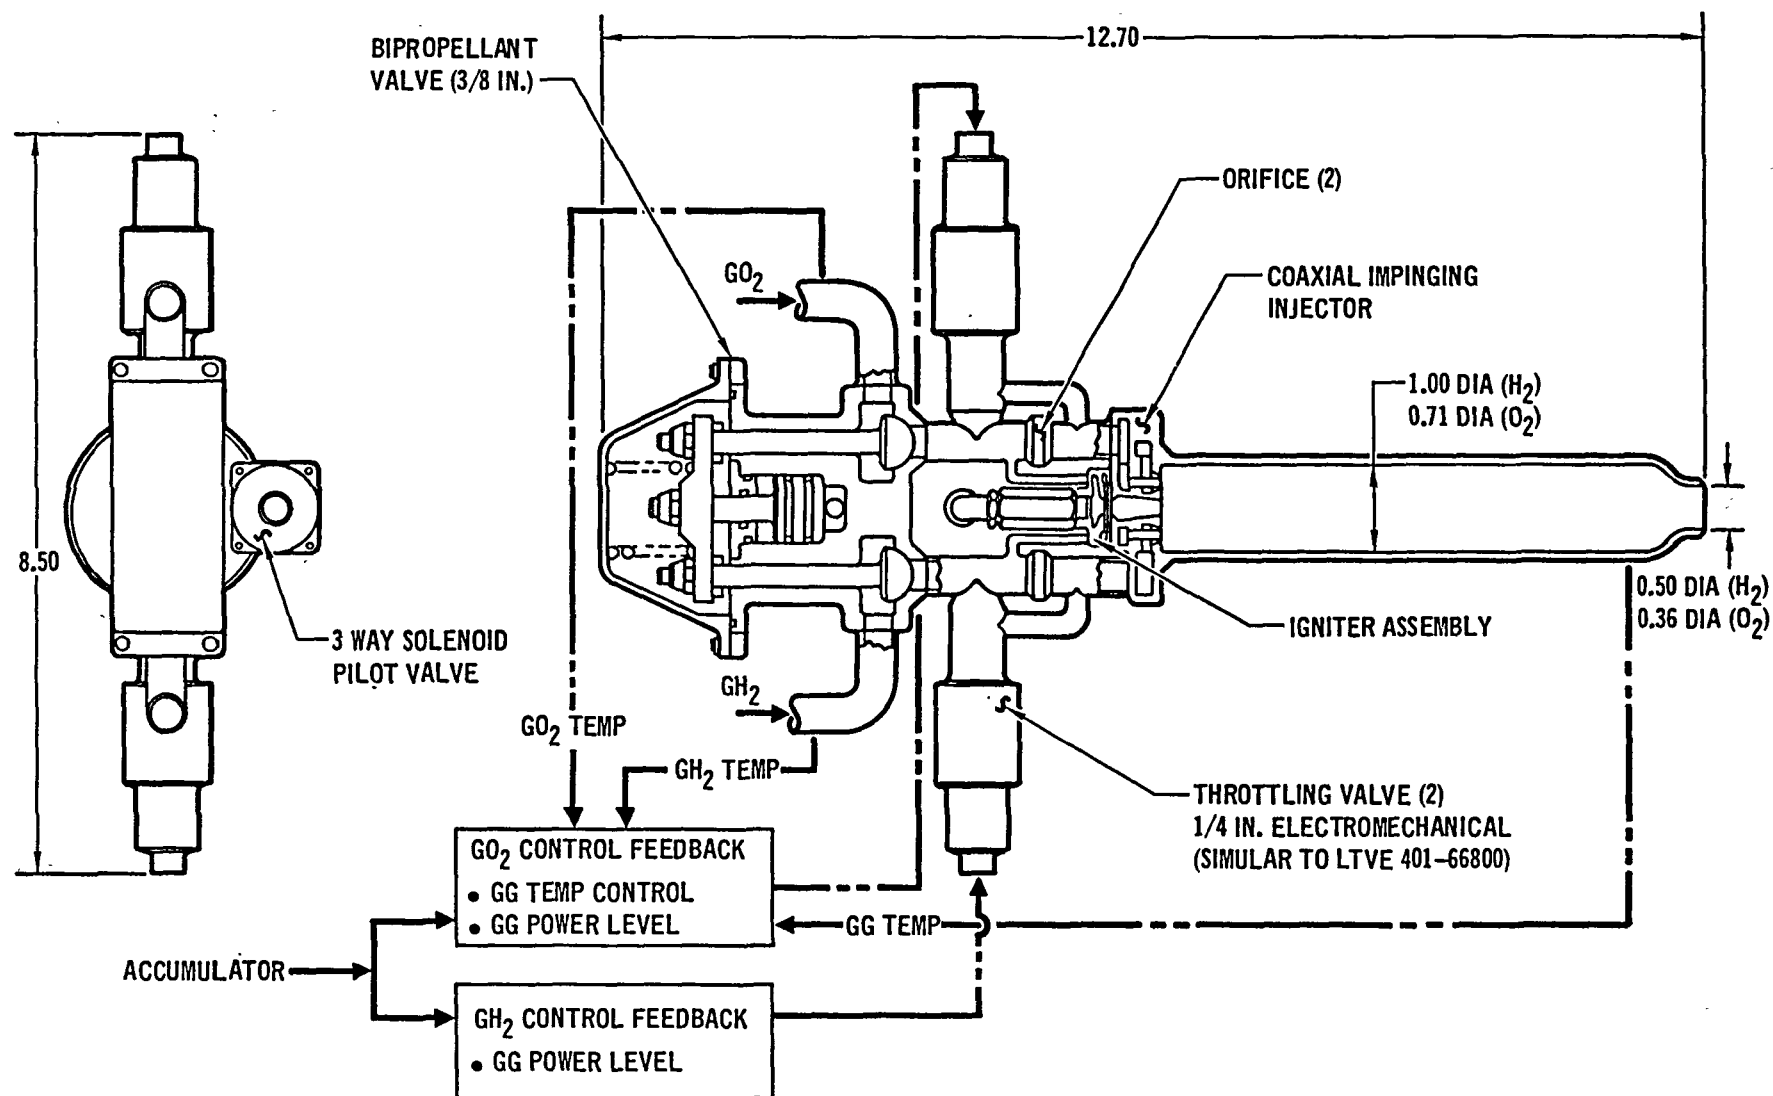 BIPROPELLANT
VALVE (3/8 IN.)
12.70
ORIFICE (2)
GO2
COAXIAL IMPINGING
INJECTOR
1.00 DIA (H2)
0.71 DIA (O2)
8.50
0.50 DIA (H2)
0.36 DIA (O2)
3 WAY SOLENOID
PILOT VALVE
IGNITER ASSEMBLY
GH2
GO2 TEMP
GH2 TEMP
THROTTLING VALVE (2)
1/4 IN. ELECTROMECHANICAL
(SIMULAR TO LTVE 401-66800)
GO2 CONTROL FEEDBACK
• GG TEMP CONTROL
• GG POWER LEVEL
GG TEMP
ACCUMULATOR
GH2 CONTROL FEEDBACK
• GG POWER LEVEL